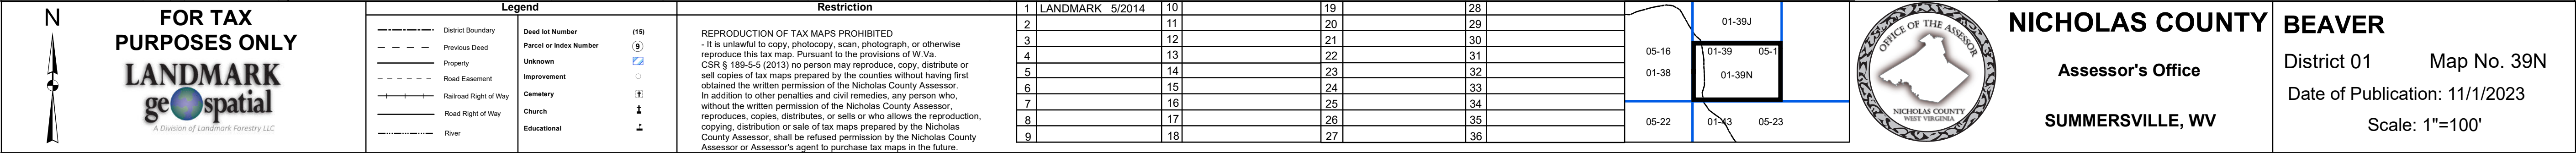 N
FOR TAX
PURPOSES ONLY
LANDMARK
geospatial
A Division of Landmark Forestry LLC
Legend
District Boundary
Previous Deed
Property
Road Easement
Railroad Right of Way
Road Right of Way
River
Deed lot Number (15)
Parcel or Index Number 9
Unknown
Improvement
Cemetery
Church
Educational
Restriction
REPRODUCTION OF TAX MAPS PROHIBITED
- It is unlawful to copy, photocopy, scan, photograph, or otherwise
reproduce this tax map. Pursuant to the provisions of W.Va.
CSR § 189-5-5 (2013) no person may reproduce, copy, distribute or
sell copies of tax maps prepared by the counties without having first
obtained the written permission of the Nicholas County Assessor.
In addition to other penalties and civil remedies, any person who,
without the written permission of the Nicholas County Assessor,
reproduces, copies, distributes, or sells or who allows the reproduction,
copying, distribution or sale of tax maps prepared by the Nicholas
County Assessor, shall be refused permission by the Nicholas County
Assessor or Assessor's agent to purchase tax maps in the future.
1 LANDMARK 5/2014 10 19 28
2 11 20 29
3 12 21 30
4 13 22 31
5 14 23 32
6 15 24 33
7 16 25 34
8 17 26 35
9 18 27 36
01-39J
05-16 01-39 05-1
01-38 01-39N
05-22 01-43 05-23
OFFICE OF THE ASSESSOR
NICHOLAS COUNTY
WEST VIRGINIA
NICHOLAS COUNTY
Assessor's Office
SUMMERSVILLE, WV
BEAVER
District 01 Map No. 39N
Date of Publication: 11/1/2023
Scale: 1"=100'